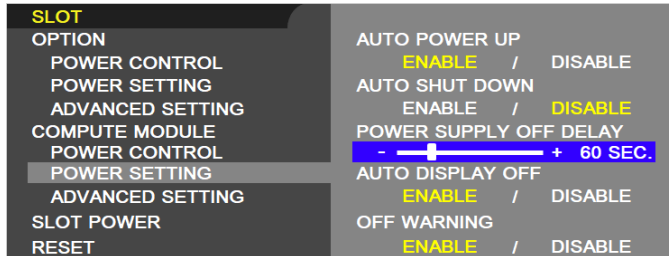 SLOT
OPTION
POWER CONTROL
POWER SETTING
ADVANCED SETTING
COMPUTE MODULE
POWER CONTROL
POWER SETTING
ADVANCED SETTING
SLOT POWER
RESET
AUTO POWER UP
ENABLE / DISABLE
AUTO SHUT DOWN
ENABLE / DISABLE
POWER SUPPLY OFF DELAY
- + 60 SEC.
AUTO DISPLAY OFF
ENABLE / DISABLE
OFF WARNING
ENABLE / DISABLE